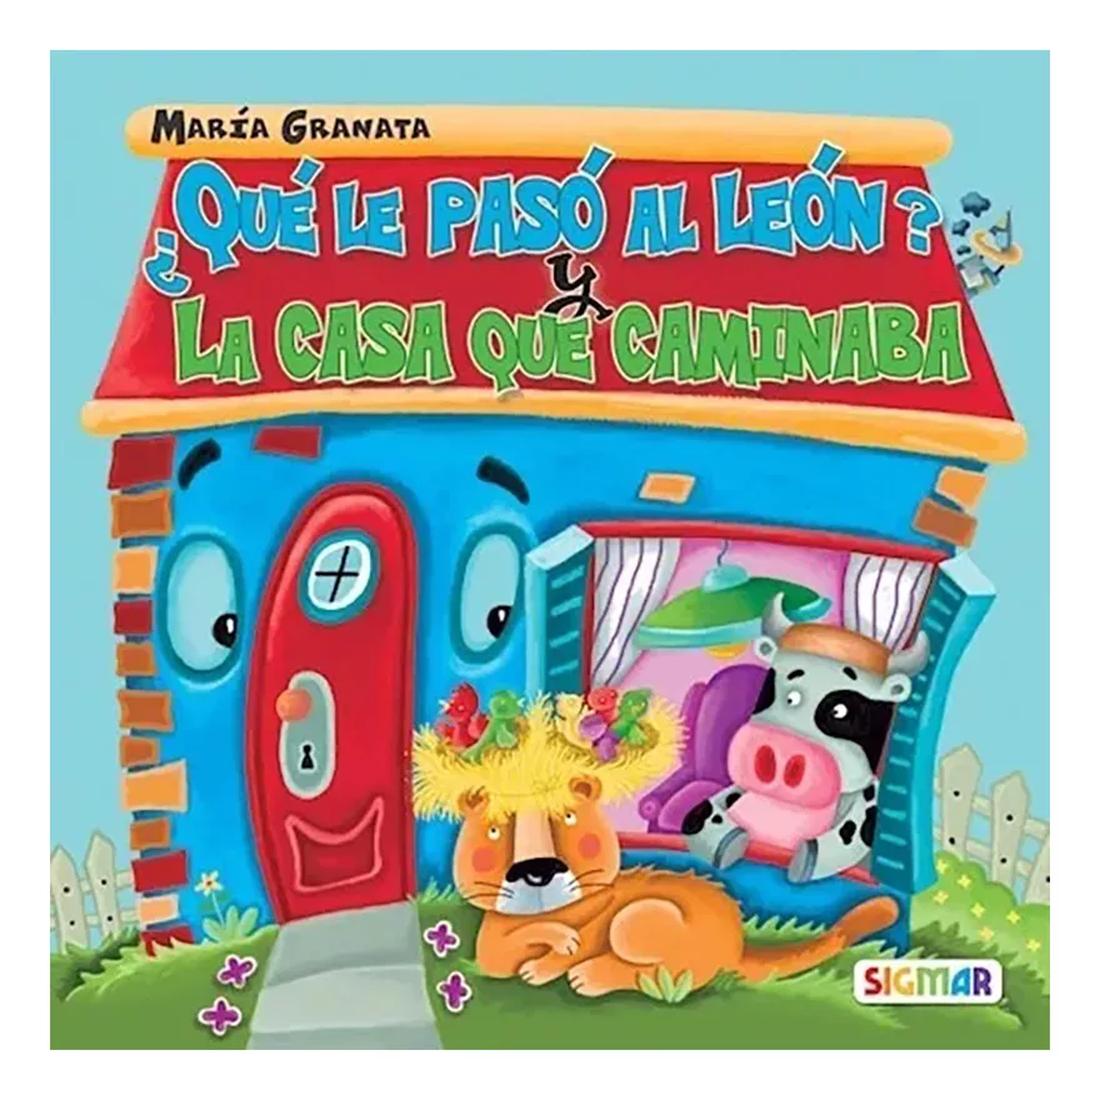 MARÍA GRANATA
¿QUÉ LE PASÓ AL LEÓN?
y
LA CASA QUE CAMINABA
SIGMAR